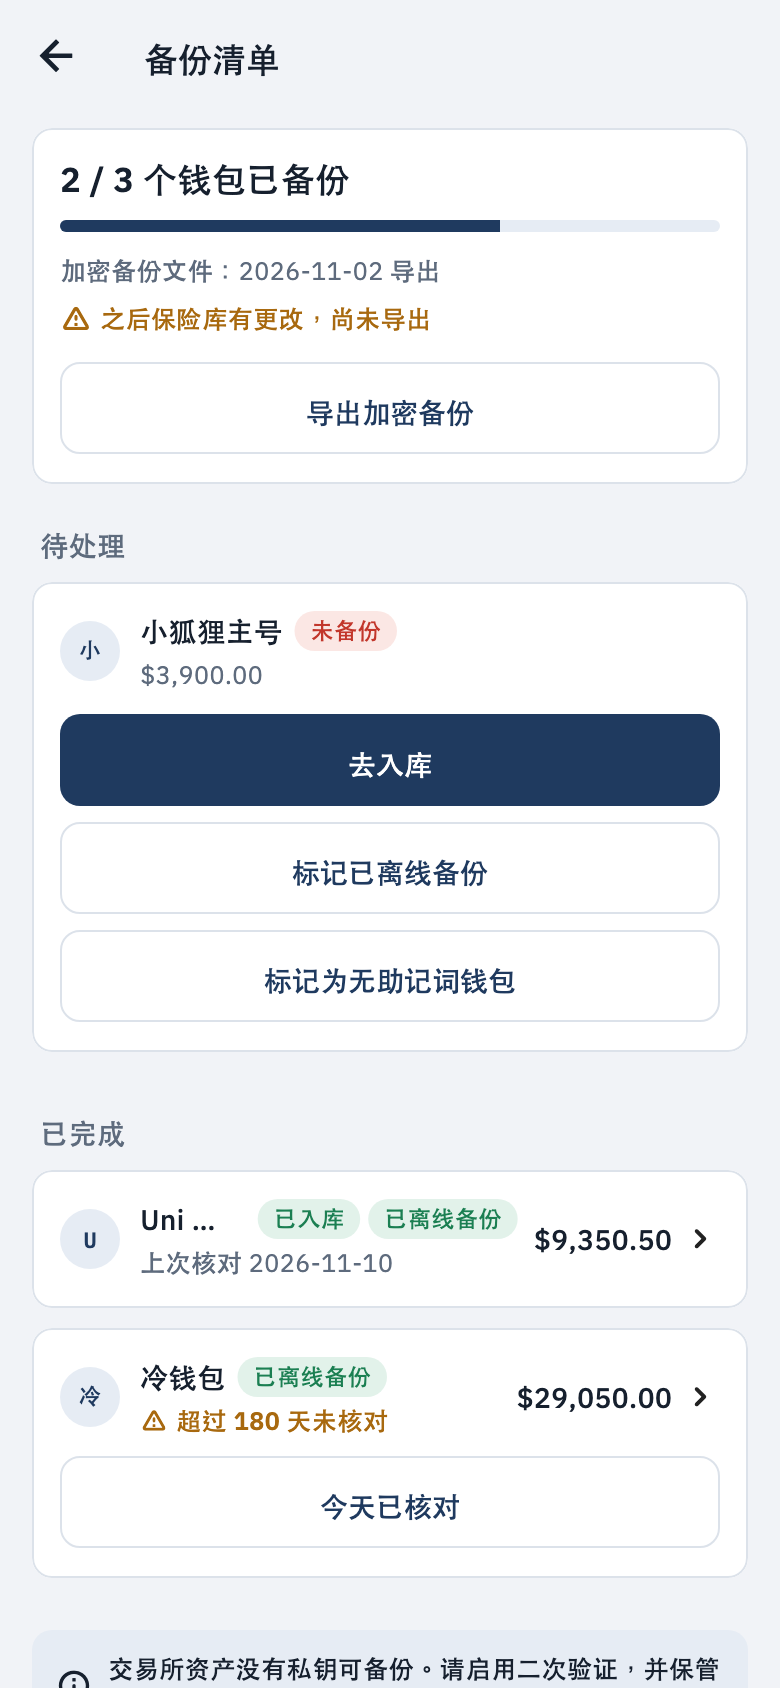 备份清单
2 / 3 个钱包已备份
加密备份文件：2026-11-02 导出
之后保险库有更改，尚未导出
导出加密备份
待处理
小
小狐狸主号 未备份
$3,900.00
去入库
标记已离线备份
标记为无助记词钱包
已完成
U
Uni ... 已入库 已离线备份
上次核对 2026-11-10
$9,350.50
冷
冷钱包 已离线备份
超过 180 天未核对
$29,050.00
今天已核对
交易所资产没有私钥可备份。请启用二次验证，并保管